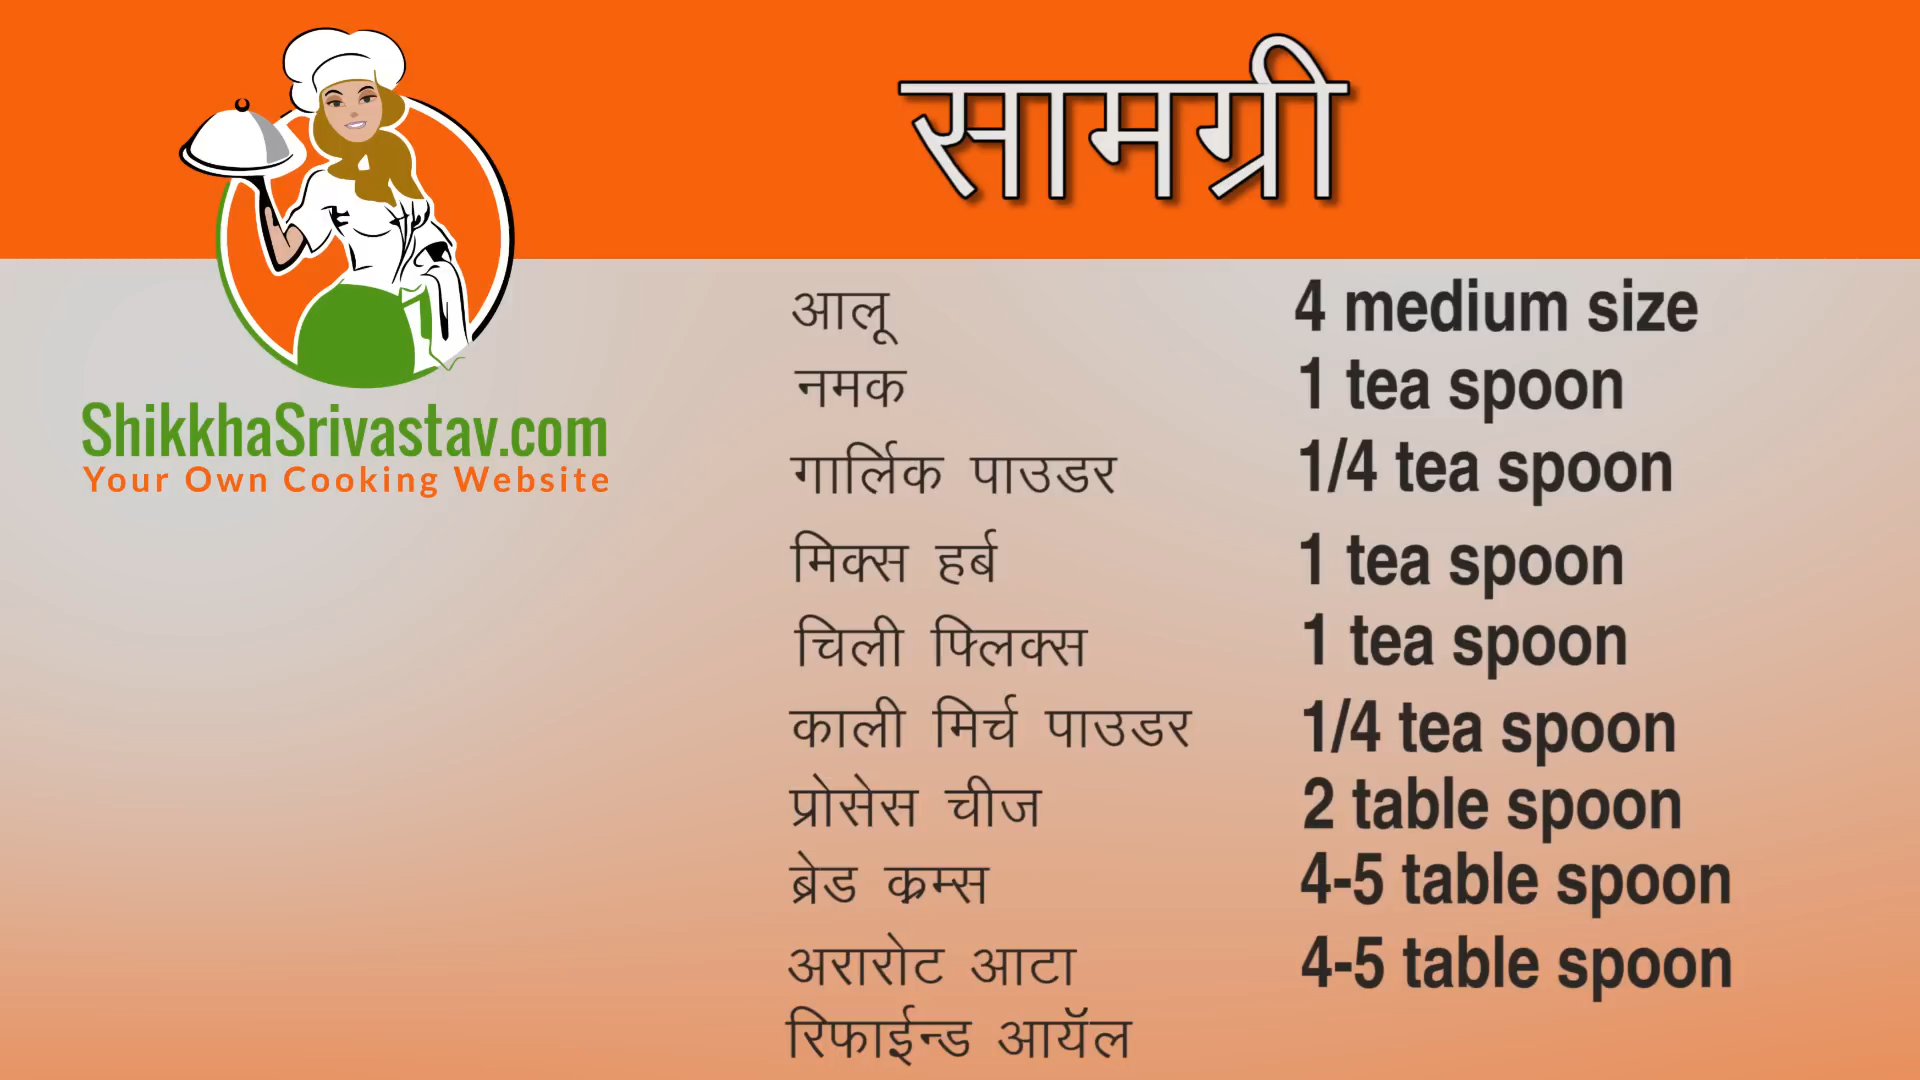 सामग्री
ShikkhaSrivastav.com
Your Own Cooking Website
आलू 4 medium size
नमक 1 tea spoon
गार्लिक पाउडर 1/4 tea spoon
मिक्स हर्ब 1 tea spoon
चिली फ्लिक्स 1 tea spoon
काली मिर्च पाउडर 1/4 tea spoon
प्रोसेस चीज 2 table spoon
ब्रेड क्रम्स 4-5 table spoon
अरारोट आटा 4-5 table spoon
रिफाईन्ड आयॅल